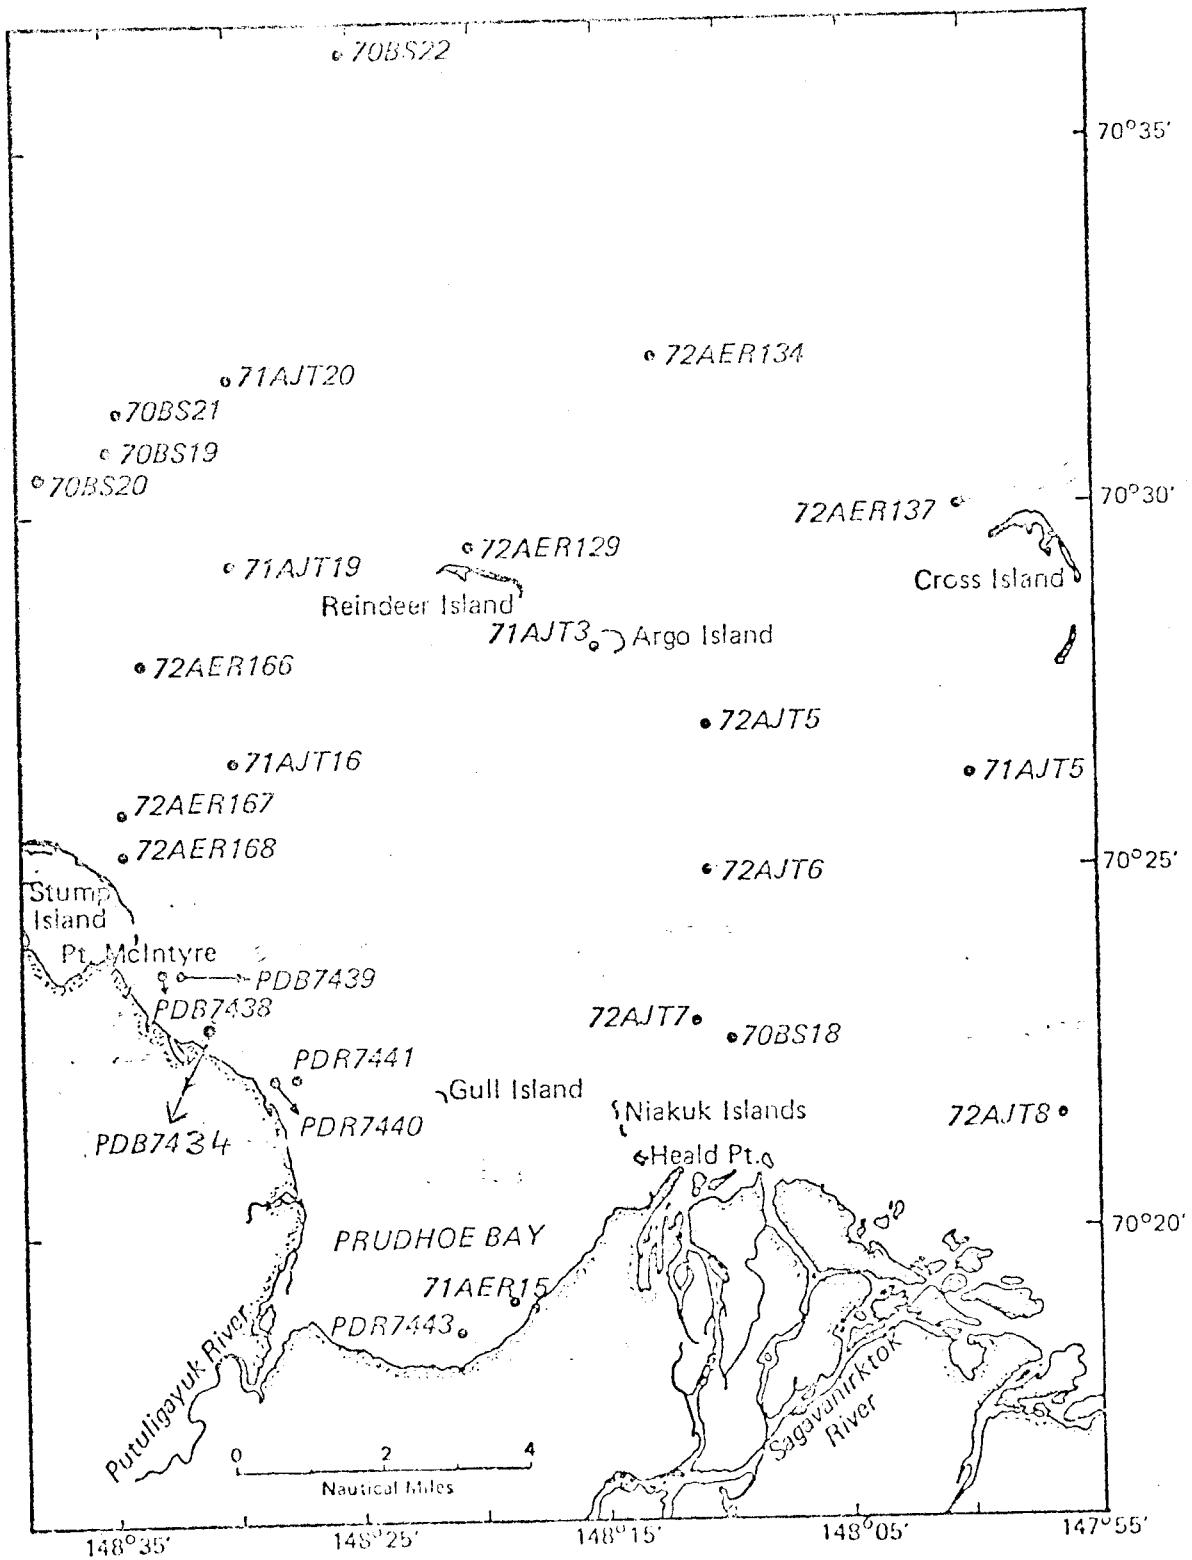 70BS22
70°35'
72AER134
71AJT20
70BS21
70BS19
70BS20
70°30'
72AER137
72AER129
71AJT19
Cross Island
Reindeer Island
71AJT3
Argo Island
72AER166
72AJT5
71AJT16
71AJT5
72AER167
72AER168
70°25'
72AJT6
Stump
Island
Pt. McIntyre
PDB7439
PDB7438
72AJT7
70BS18
PDR7441
Gull Island
Niakuk Islands
72AJT8
PDR7440
PDB7434
Heald Pt.
70°20'
PRUDHOE BAY
71AER15
PDR7443
Putuligayuk River
Sagavanirktok
River
0 2 4
Nautical Miles
148°35' 148°25' 148°15' 148°05' 147°55'